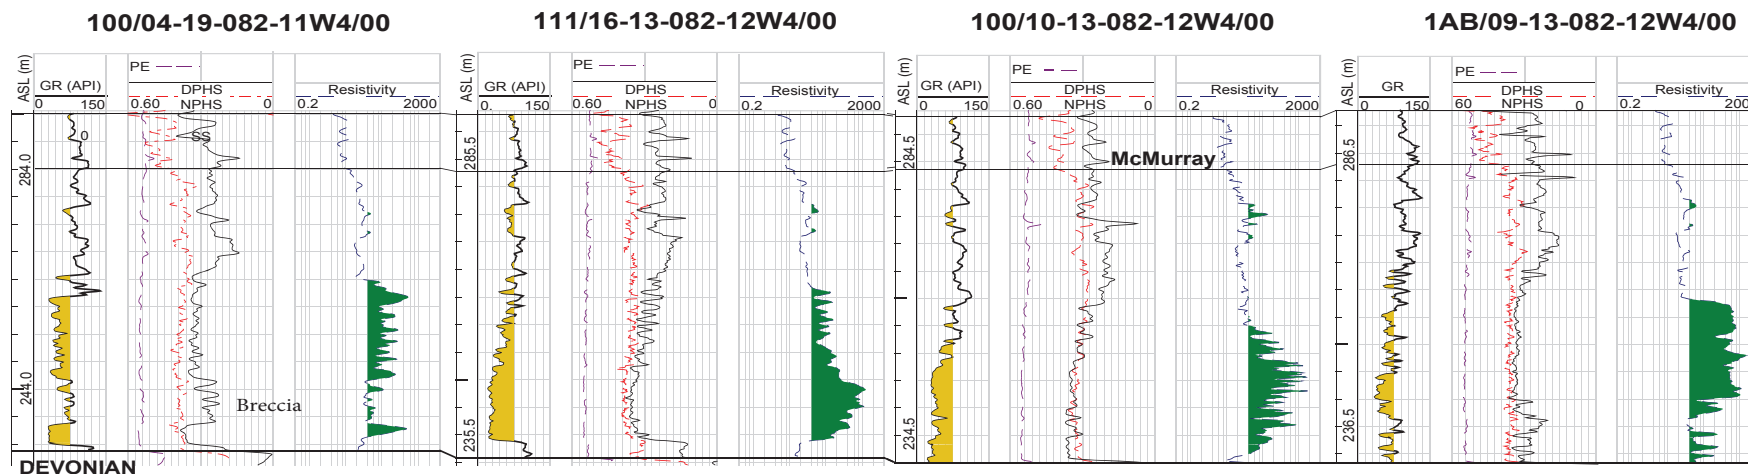 100/04-19-082-11W4/00
111/16-13-082-12W4/00
100/10-13-082-12W4/00
1AB/09-13-082-12W4/00
ASL (m)
GR (API)
0 150
PE
DPHS
0.60 NPHS 0
Resistivity
0.2 2000
0
SS
284.0
244.0
Breccia
DEVONIAN
ASL (m)
GR (API)
0. 150
PE
DPHS
0.60 NPHS 0
Resistivity
0.2 2000
285.5
235.5
ASL (m)
GR (API)
0 150
PE
DPHS
0.60 NPHS 0
Resistivity
0.2 2000
284.5
McMurray
234.5
ASL (m)
GR
0 150
PE
DPHS
60 NPHS 0
Resistivity
0.2 200
286.5
236.5